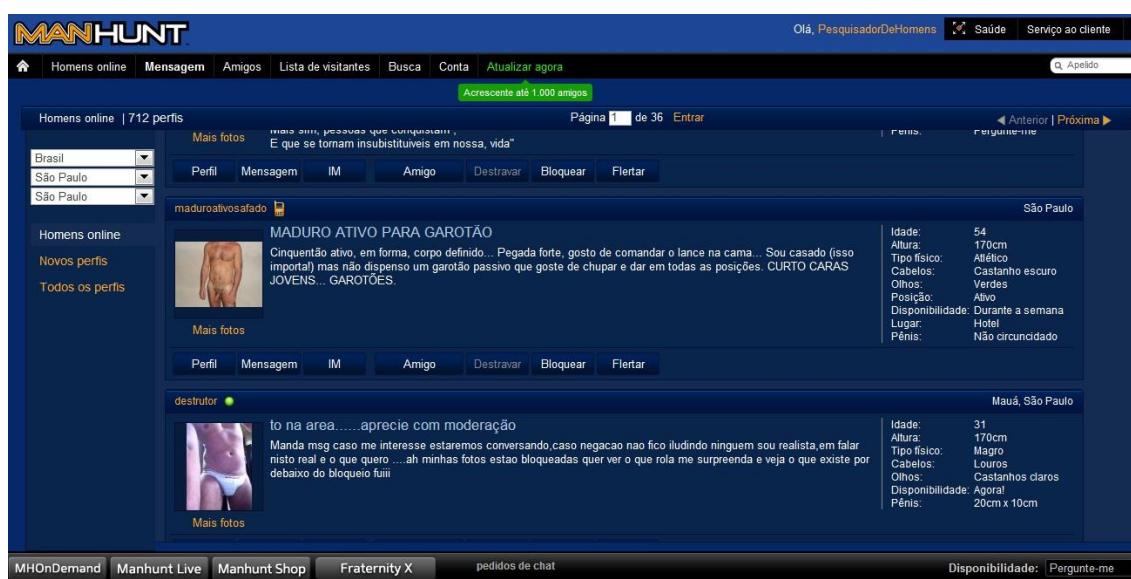 MANHUNT
Olá, PesquisadorDeHomens Saúde Serviço ao cliente
Homens online Mensagem Amigos Lista de visitantes Busca Conta Atualizar agora Apelido
Acrescente até 1.000 amigos
Homens online | 712 perfis Página 1 de 36 Entrar Anterior | Próxima
Mais sim, pessoas que conquistam ,
Mais fotos E que se tornam insubstituiveis em nossa, vida"
Pênis: Pergunte-me
Brasil
São Paulo
São Paulo
Homens online
Novos perfis
Todos os perfis
Perfil Mensagem IM Amigo Destravar Bloquear Flertar
maduroativosafado São Paulo
MADURO ATIVO PARA GAROTÃO
Cinquentão ativo, em forma, corpo definido... Pegada forte, gosto de comandar o lance na cama... Sou casado (isso
importa!) mas não dispenso um garotão passivo que goste de chupar e dar em todas as posições. CURTO CARAS
JOVENS... GAROTÕES.
Mais fotos
Idade: 54
Altura: 170cm
Tipo físico: Atlético
Cabelos: Castanho escuro
Olhos: Verdes
Posição: Ativo
Disponibilidade: Durante a semana
Lugar: Hotel
Pênis: Não circuncidado
Perfil Mensagem IM Amigo Destravar Bloquear Flertar
destrutor Mauá, São Paulo
to na area......aprecie com moderação
Manda msg caso me interesse estaremos conversando,caso negacao nao fico iludindo ninguem sou realista,em falar
nisto real e o que quero ....ah minhas fotos estao bloqueadas quer ver o que rola me surpreenda e veja o que existe por
debaixo do bloqueio fuiii
Mais fotos
Idade: 31
Altura: 170cm
Tipo físico: Magro
Cabelos: Louros
Olhos: Castanhos claros
Disponibilidade: Agora!
Pênis: 20cm x 10cm
MHOnDemand Manhunt Live Manhunt Shop Fraternity X pedidos de chat Disponibilidade: Pergunte-me